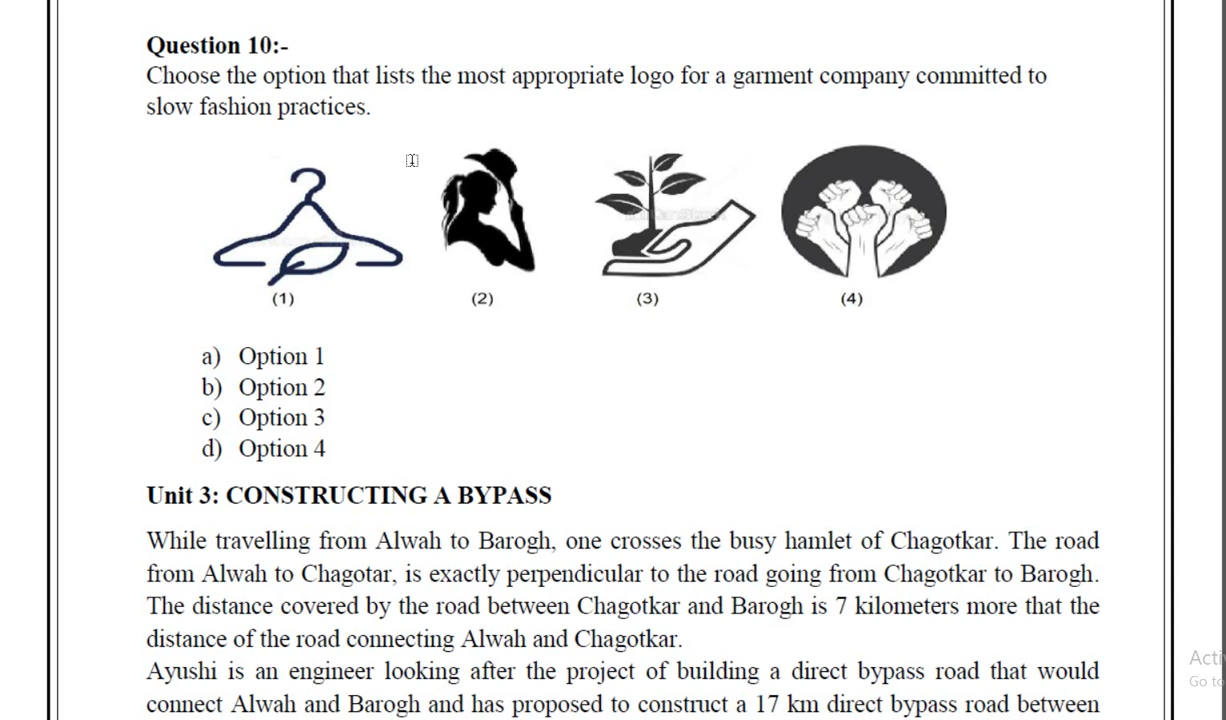 Question 10:-
Choose the option that lists the most appropriate logo for a garment company committed to
slow fashion practices.
(1) (2) (3) (4)
a) Option 1
b) Option 2
c) Option 3
d) Option 4
Unit 3: CONSTRUCTING A BYPASS
While travelling from Alwah to Barogh, one crosses the busy hamlet of Chagotkar. The road
from Alwah to Chagotar, is exactly perpendicular to the road going from Chagotkar to Barogh.
The distance covered by the road between Chagotkar and Barogh is 7 kilometers more that the
distance of the road connecting Alwah and Chagotkar.
Ayushi is an engineer looking after the project of building a direct bypass road that would
connect Alwah and Barogh and has proposed to construct a 17 km direct bypass road between
Acti
Go to